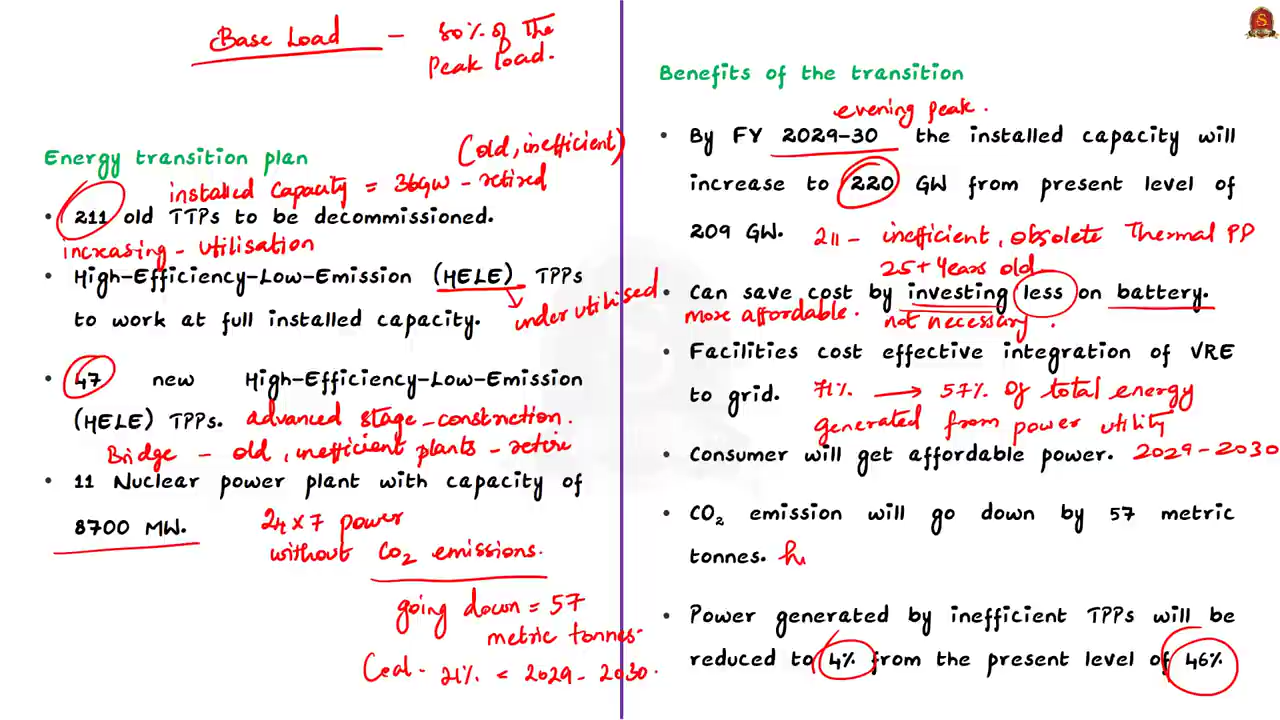 Base Load - 80% of the
Peak load.
Energy transition plan
(old, inefficient)
installed capacity = 36GW - retired
• 211 old TTPs to be decommissioned.
increasing - utilisation
• High-Efficiency-Low-Emission (HELE) TPPs
to work at full installed capacity.
under utilised
• 47 new High-Efficiency-Low-Emission
(HELE) TPPs. advanced stage - construction.
Bridge - old, inefficient plants - retire
• 11 Nuclear power plant with capacity of
8700 MW.
24x7 power
without CO2 emissions.
going down = 57
metric tonnes.
Coal - 21% = 2029 - 2030.
Benefits of the transition
evening peak.
• By FY 2029-30 the installed capacity will
increase to 220 GW from present level of
209 GW.
211 - inefficient, obsolete Thermal PP
25+ years old
• Can save cost by investing less on battery.
more affordable. not necessary.
• Facilities cost effective integration of VRE
to grid.
71% → 57% of total energy
generated from power utility
• Consumer will get affordable power. 2029-2030
• CO₂ emission will go down by 57 metric
tonnes.
• Power generated by inefficient TPPs will be
reduced to 4% from the present level of 46%